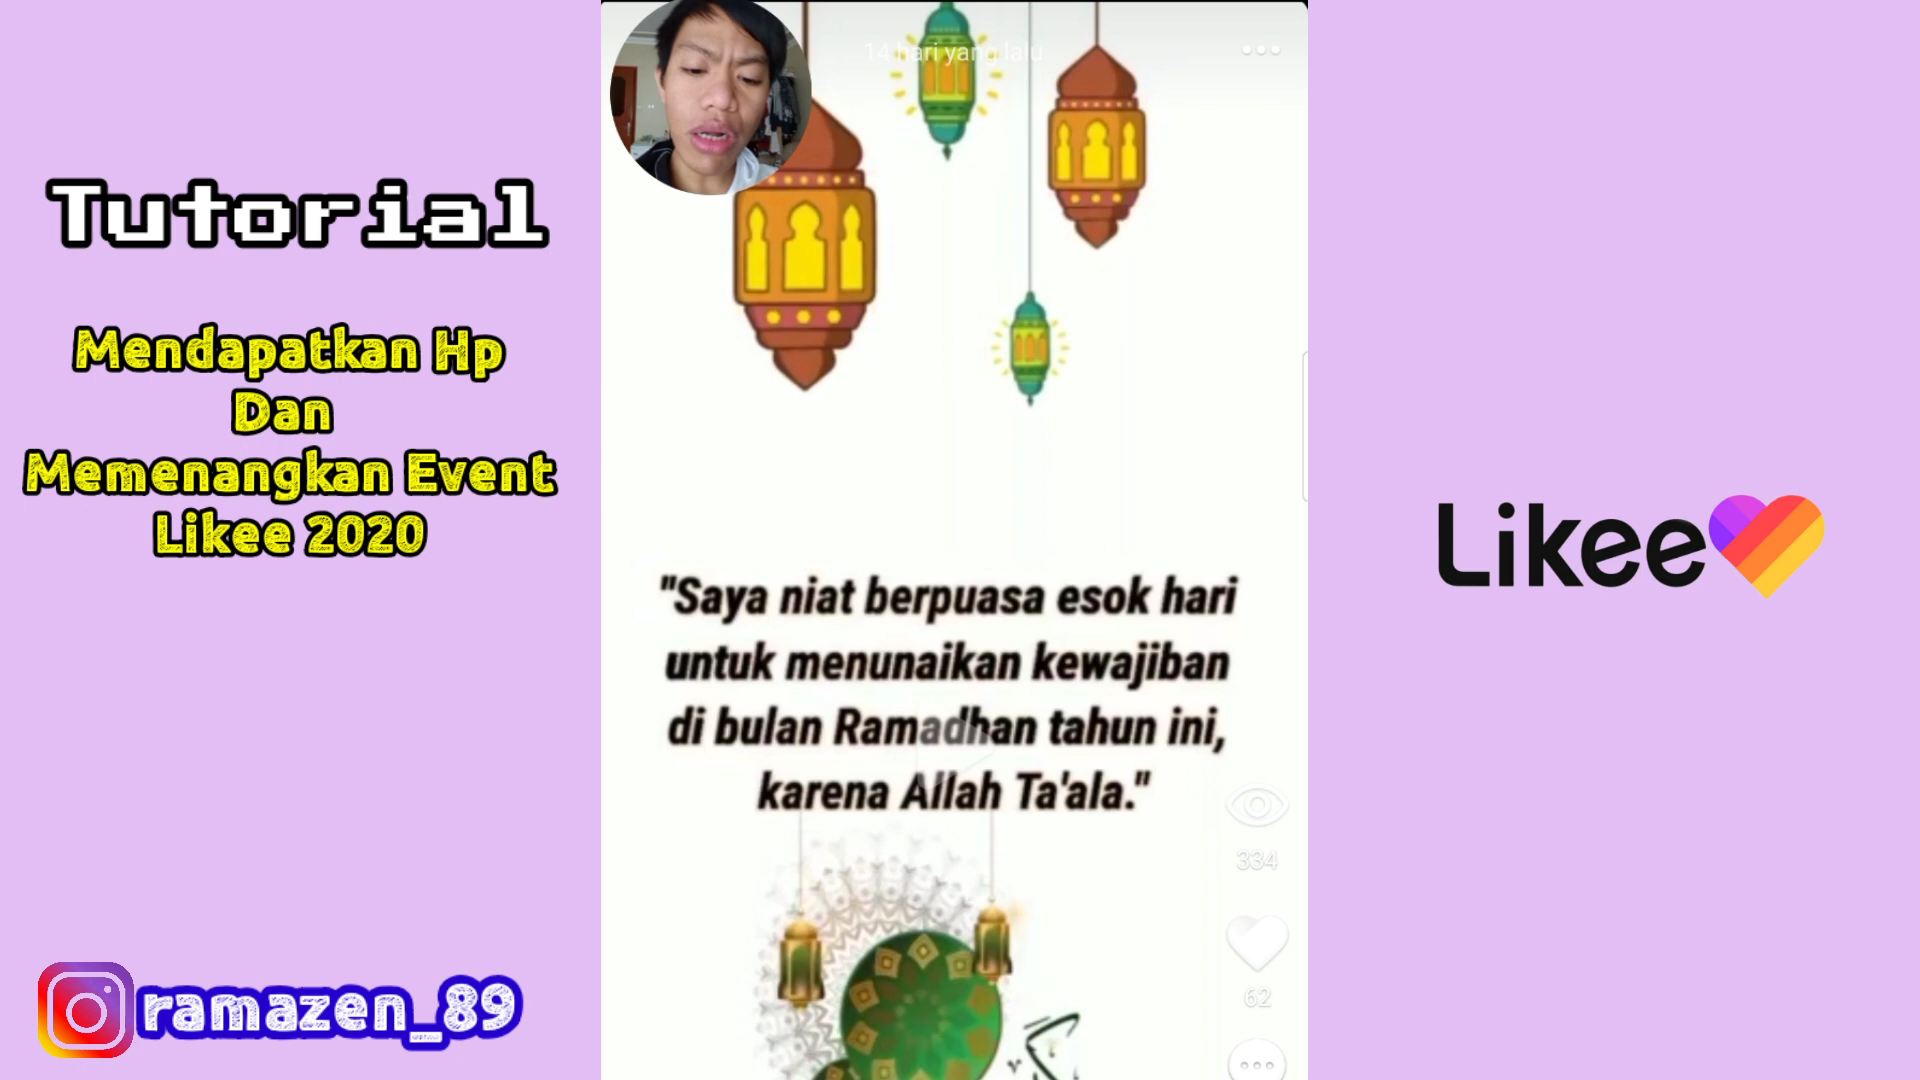 Tutorial
Mendapatkan Hp
Dan
Memenangkan Event
Likee 2020
ramazen_89
14 hari yang lalu
"Saya niat berpuasa esok hari
untuk menunaikan kewajiban
di bulan Ramadhan tahun ini,
karena Allah Ta'ala."
334
62
Likee